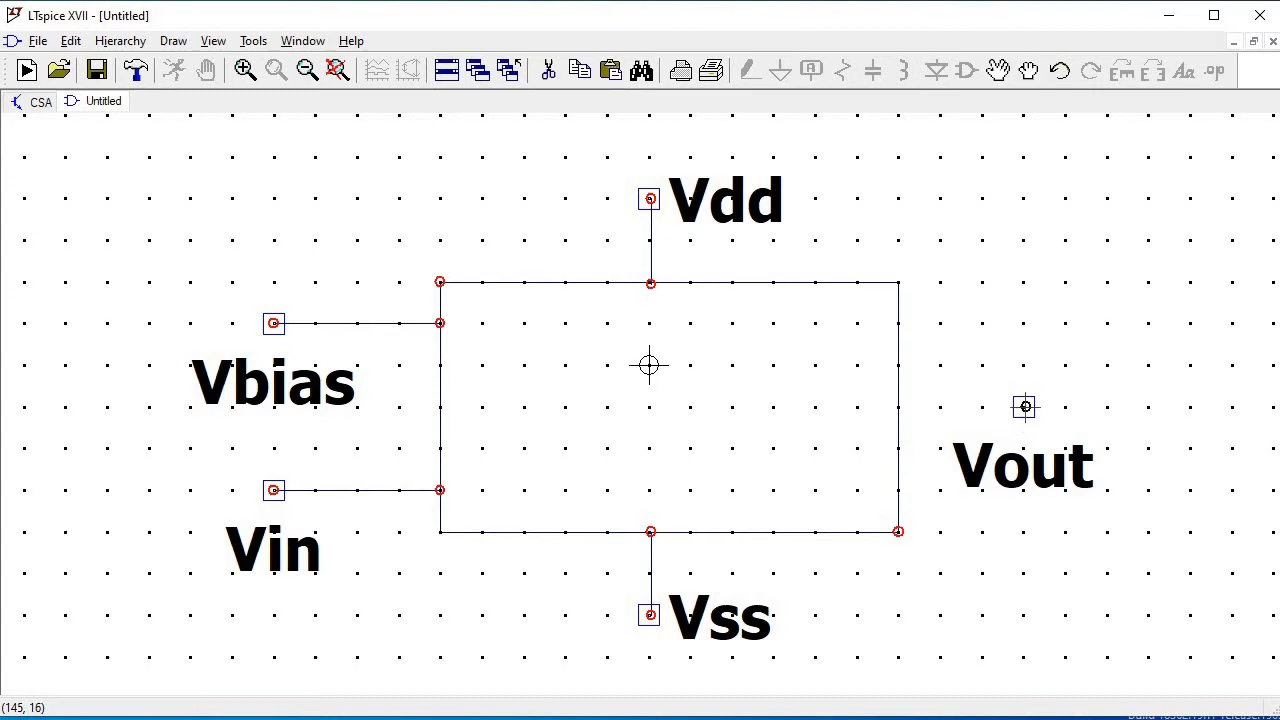 LTspice XVII - [Untitled]
File Edit Hierarchy Draw View Tools Window Help
CSA Untitled
Vdd
Vbias
Vout
Vin
Vss
(145, 16)